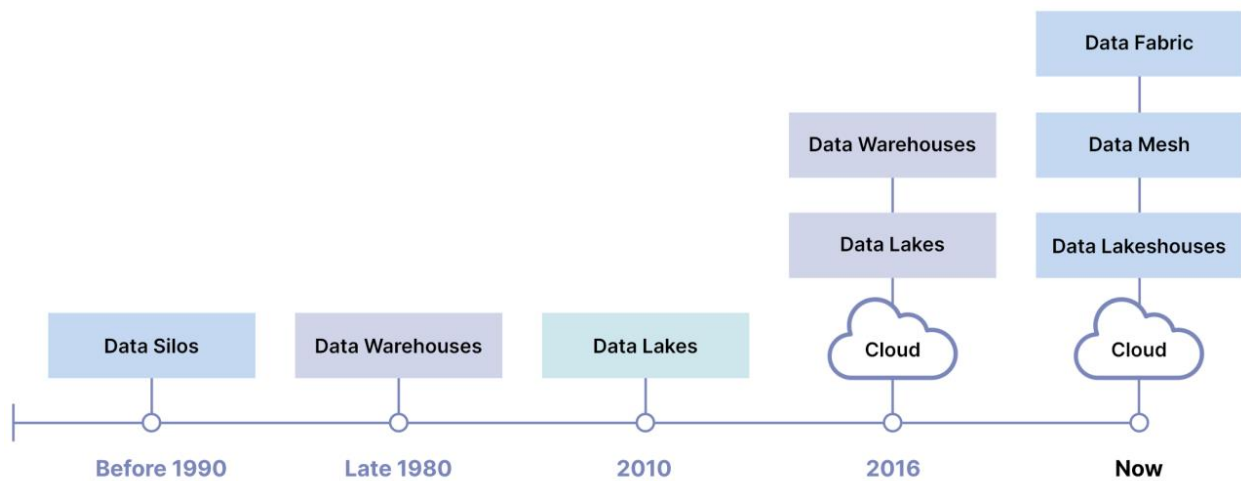 Data Fabric
Data Warehouses
Data Mesh
Data Lakes
Data Lakeshouses
Data Silos
Data Warehouses
Data Lakes
Cloud
Cloud
Before 1990
Late 1980
2010
2016
Now